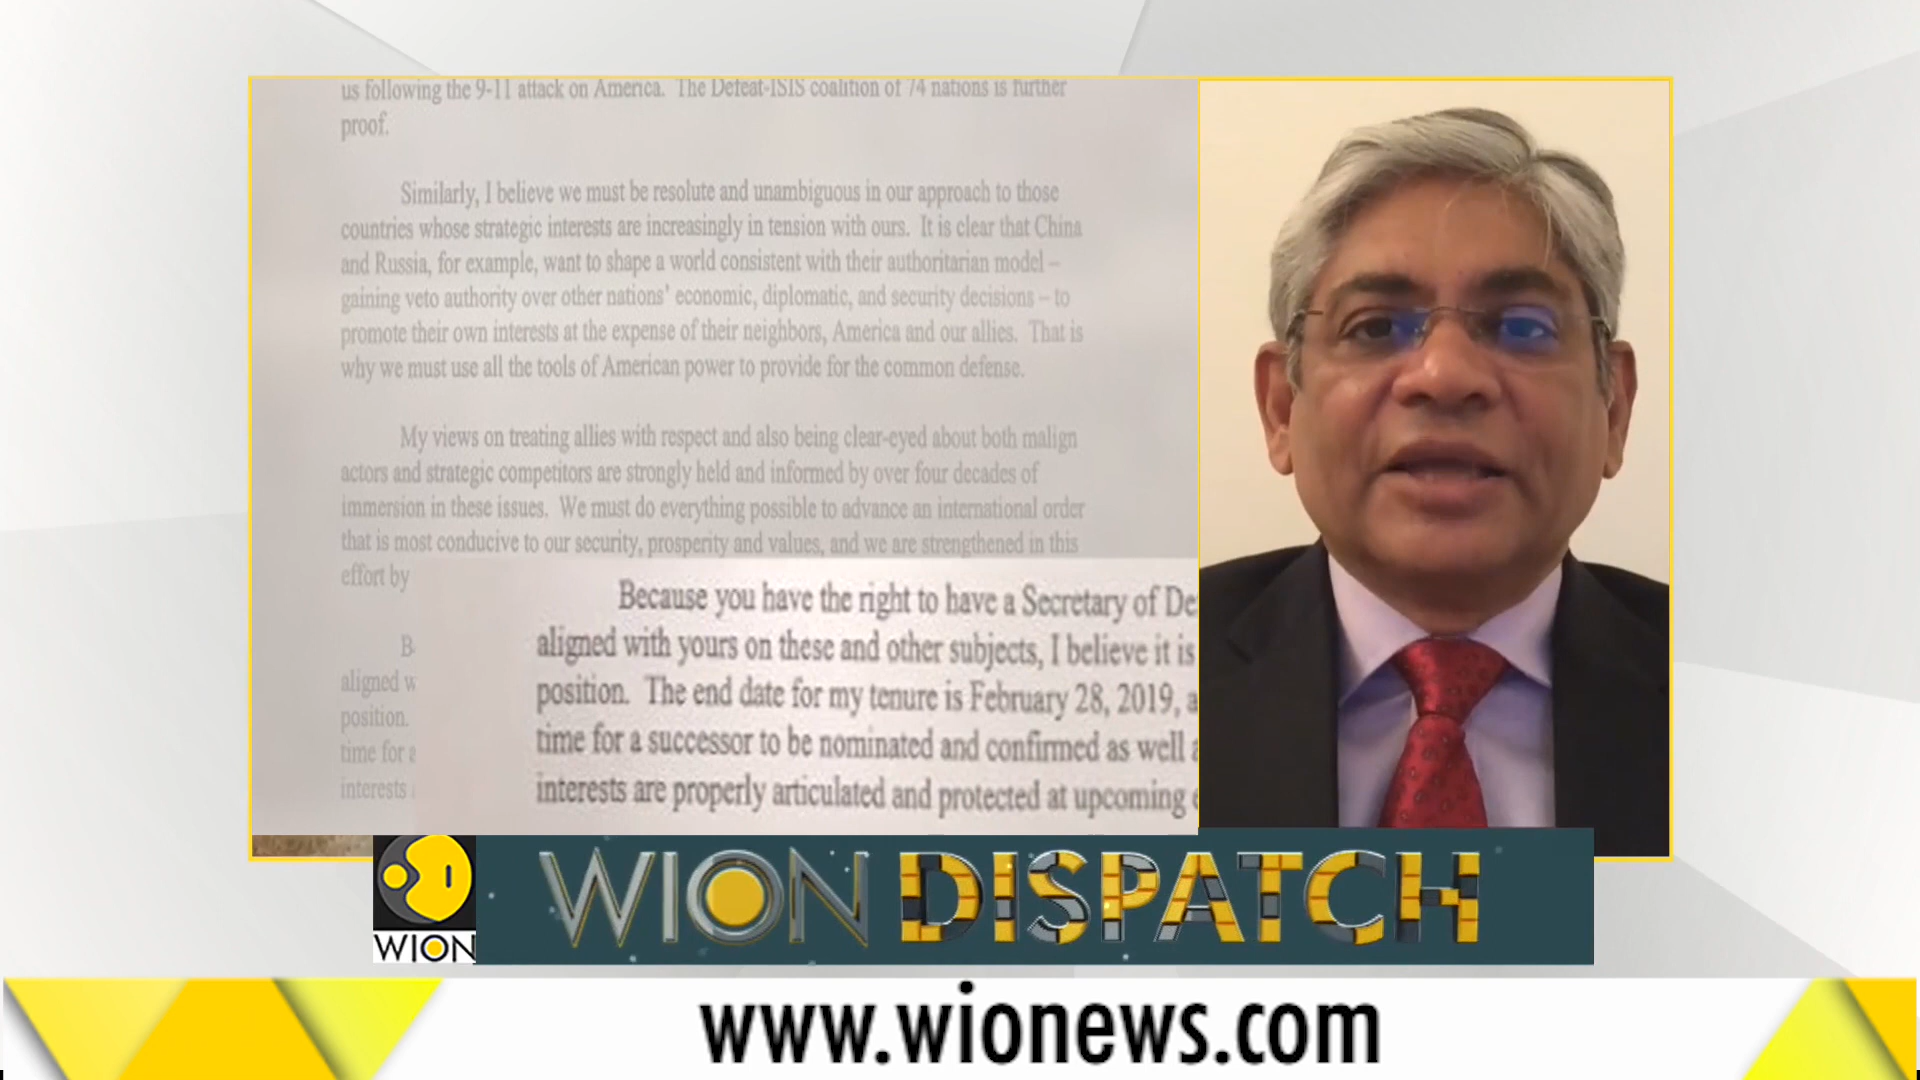 us following the 9-11 attack on America. The Defeat-ISIS coalition of 74 nations is further
proof.
Similarly, I believe we must be resolute and unambiguous in our approach to those
countries whose strategic interests are increasingly in tension with ours. It is clear that China
and Russia, for example, want to shape a world consistent with their authoritarian model –
gaining veto authority over other nations' economic, diplomatic, and security decisions – to
promote their own interests at the expense of their neighbors, America and our allies. That is
why we must use all the tools of American power to provide for the common defense.
My views on treating allies with respect and also being clear-eyed about both malign
actors and strategic competitors are strongly held and informed by over four decades of
immersion in these issues. We must do everything possible to advance an international order
that is most conducive to our security, prosperity and values, and we are strengthened in this
effort by
B
aligned w
position.
time for a
interests
Because you have the right to have a Secretary of De
aligned with yours on these and other subjects, I believe it is
position. The end date for my tenure is February 28, 2019, a
time for a successor to be nominated and confirmed as well a
interests are properly articulated and protected at upcoming e
WION
WION DISPATCH
www.wionews.com